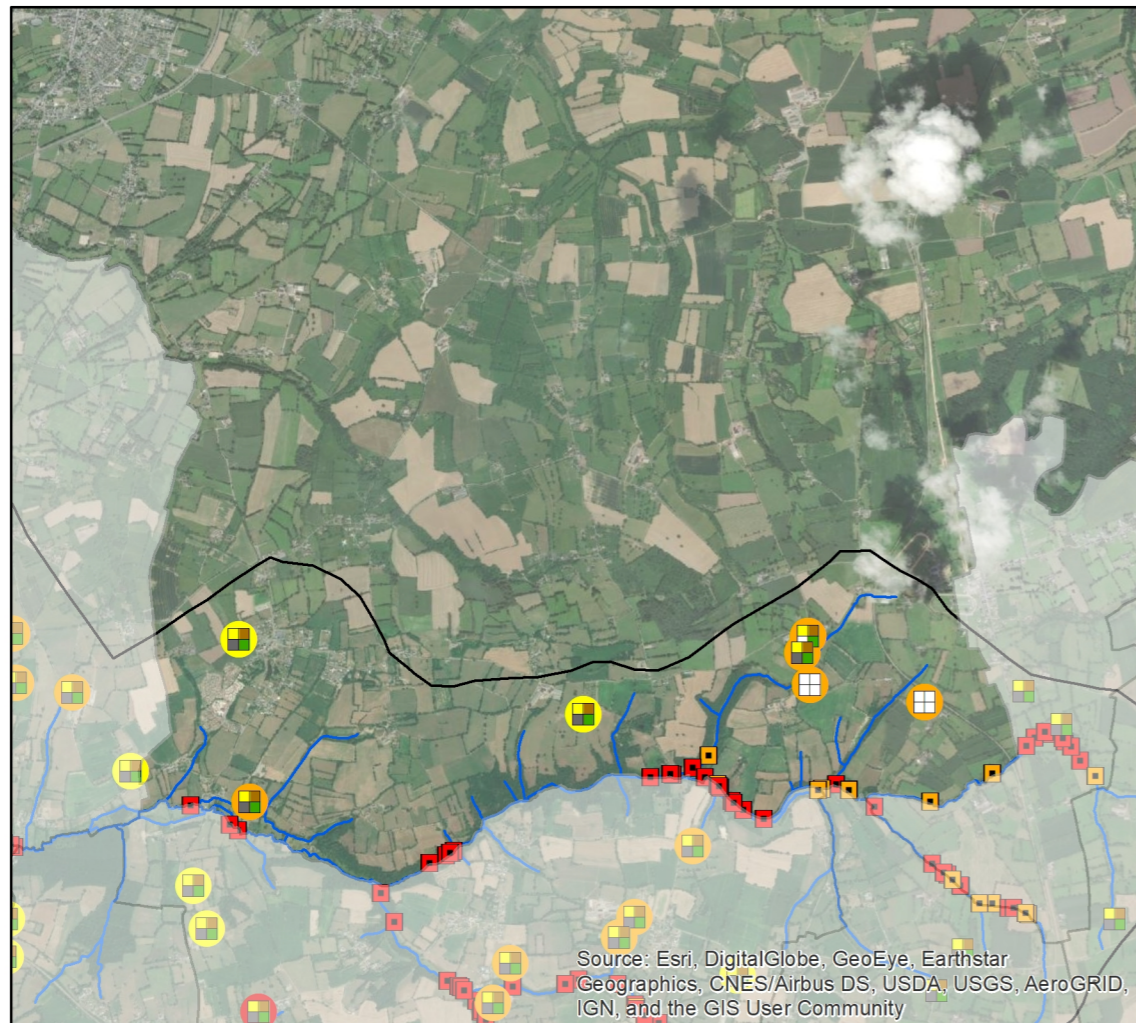 Source: Esri, DigitalGlobe, GeoEye, Earthstar
Geographics, CNES/Airbus DS, USDA, USGS, AeroGRID,
IGN, and the GIS User Community